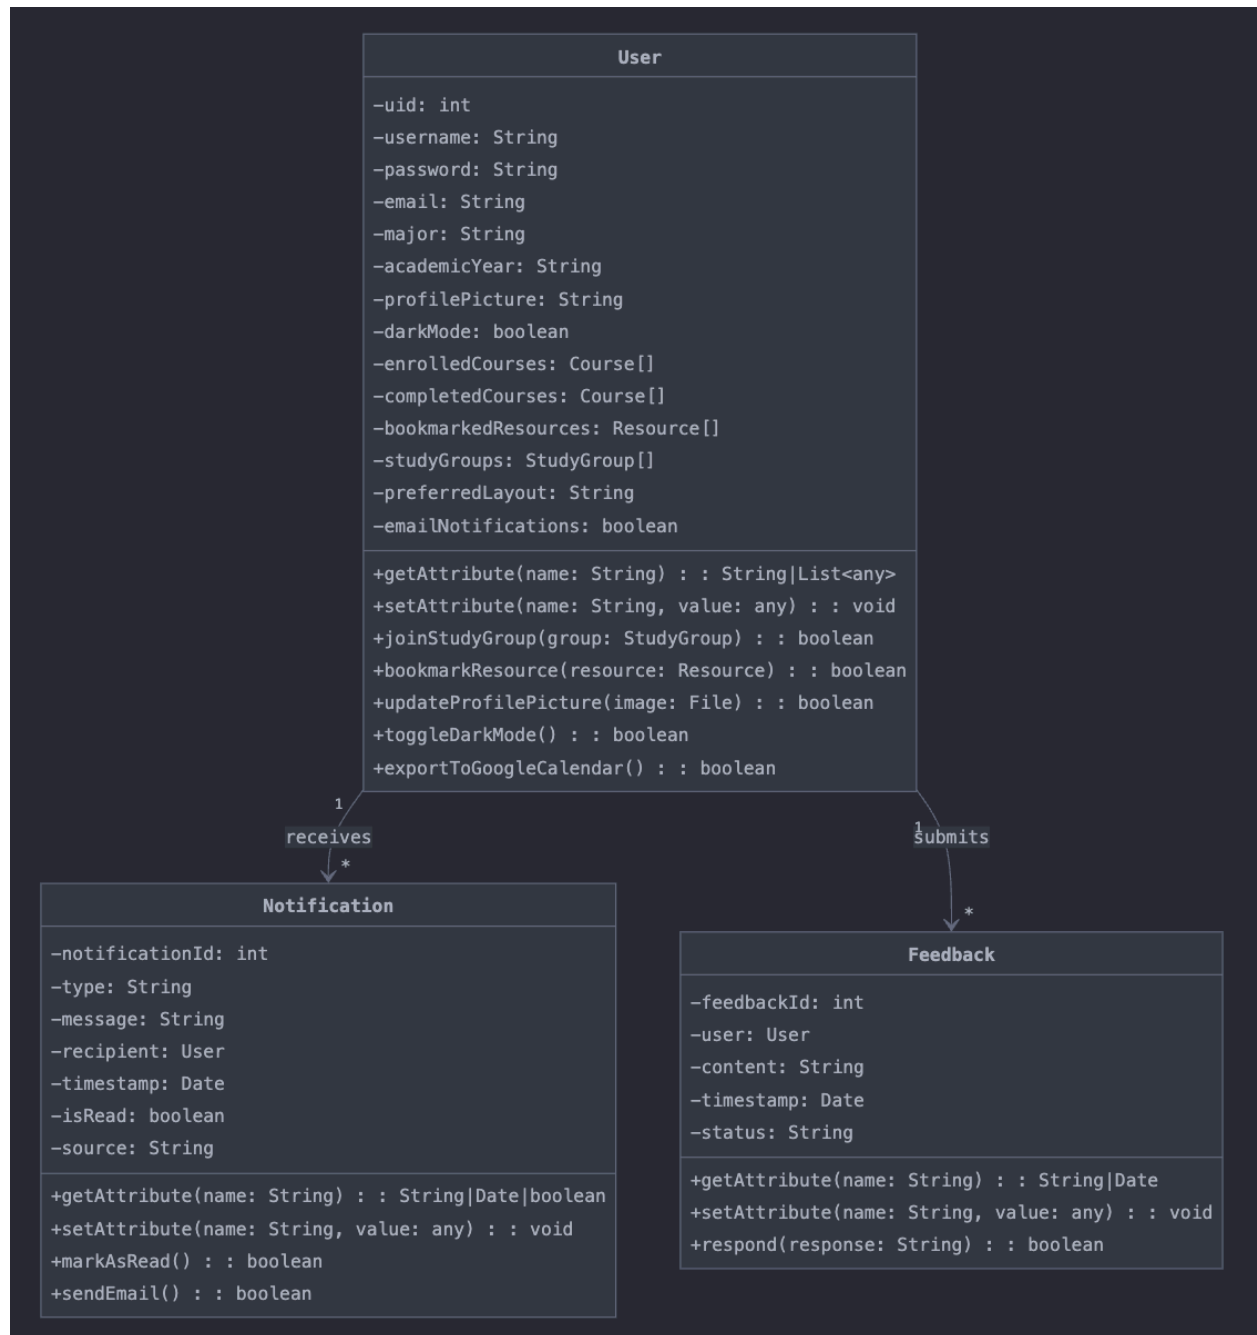 User
-uid: int
-username: String
-password: String
-email: String
-major: String
-academicYear: String
-profilePicture: String
-darkMode: boolean
-enrolledCourses: Course[]
-completedCourses: Course[]
-bookmarkedResources: Resource[]
-studyGroups: StudyGroup[]
-preferredLayout: String
-emailNotifications: boolean
+getAttribute(name: String) : : String|List<any>
+setAttribute(name: String, value: any) : : void
+joinStudyGroup(group: StudyGroup) : : boolean
+bookmarkResource(resource: Resource) : : boolean
+updateProfilePicture(image: File) : : boolean
+toggleDarkMode() : : boolean
+exportToGoogleCalendar() : : boolean
1
receives
*
1
submits
*
Notification
-notificationId: int
-type: String
-message: String
-recipient: User
-timestamp: Date
-isRead: boolean
-source: String
+getAttribute(name: String) : : String|Date|boolean
+setAttribute(name: String, value: any) : : void
+markAsRead() : : boolean
+sendEmail() : : boolean
Feedback
-feedbackId: int
-user: User
-content: String
-timestamp: Date
-status: String
+getAttribute(name: String) : : String|Date
+setAttribute(name: String, value: any) : : void
+respond(response: String) : : boolean